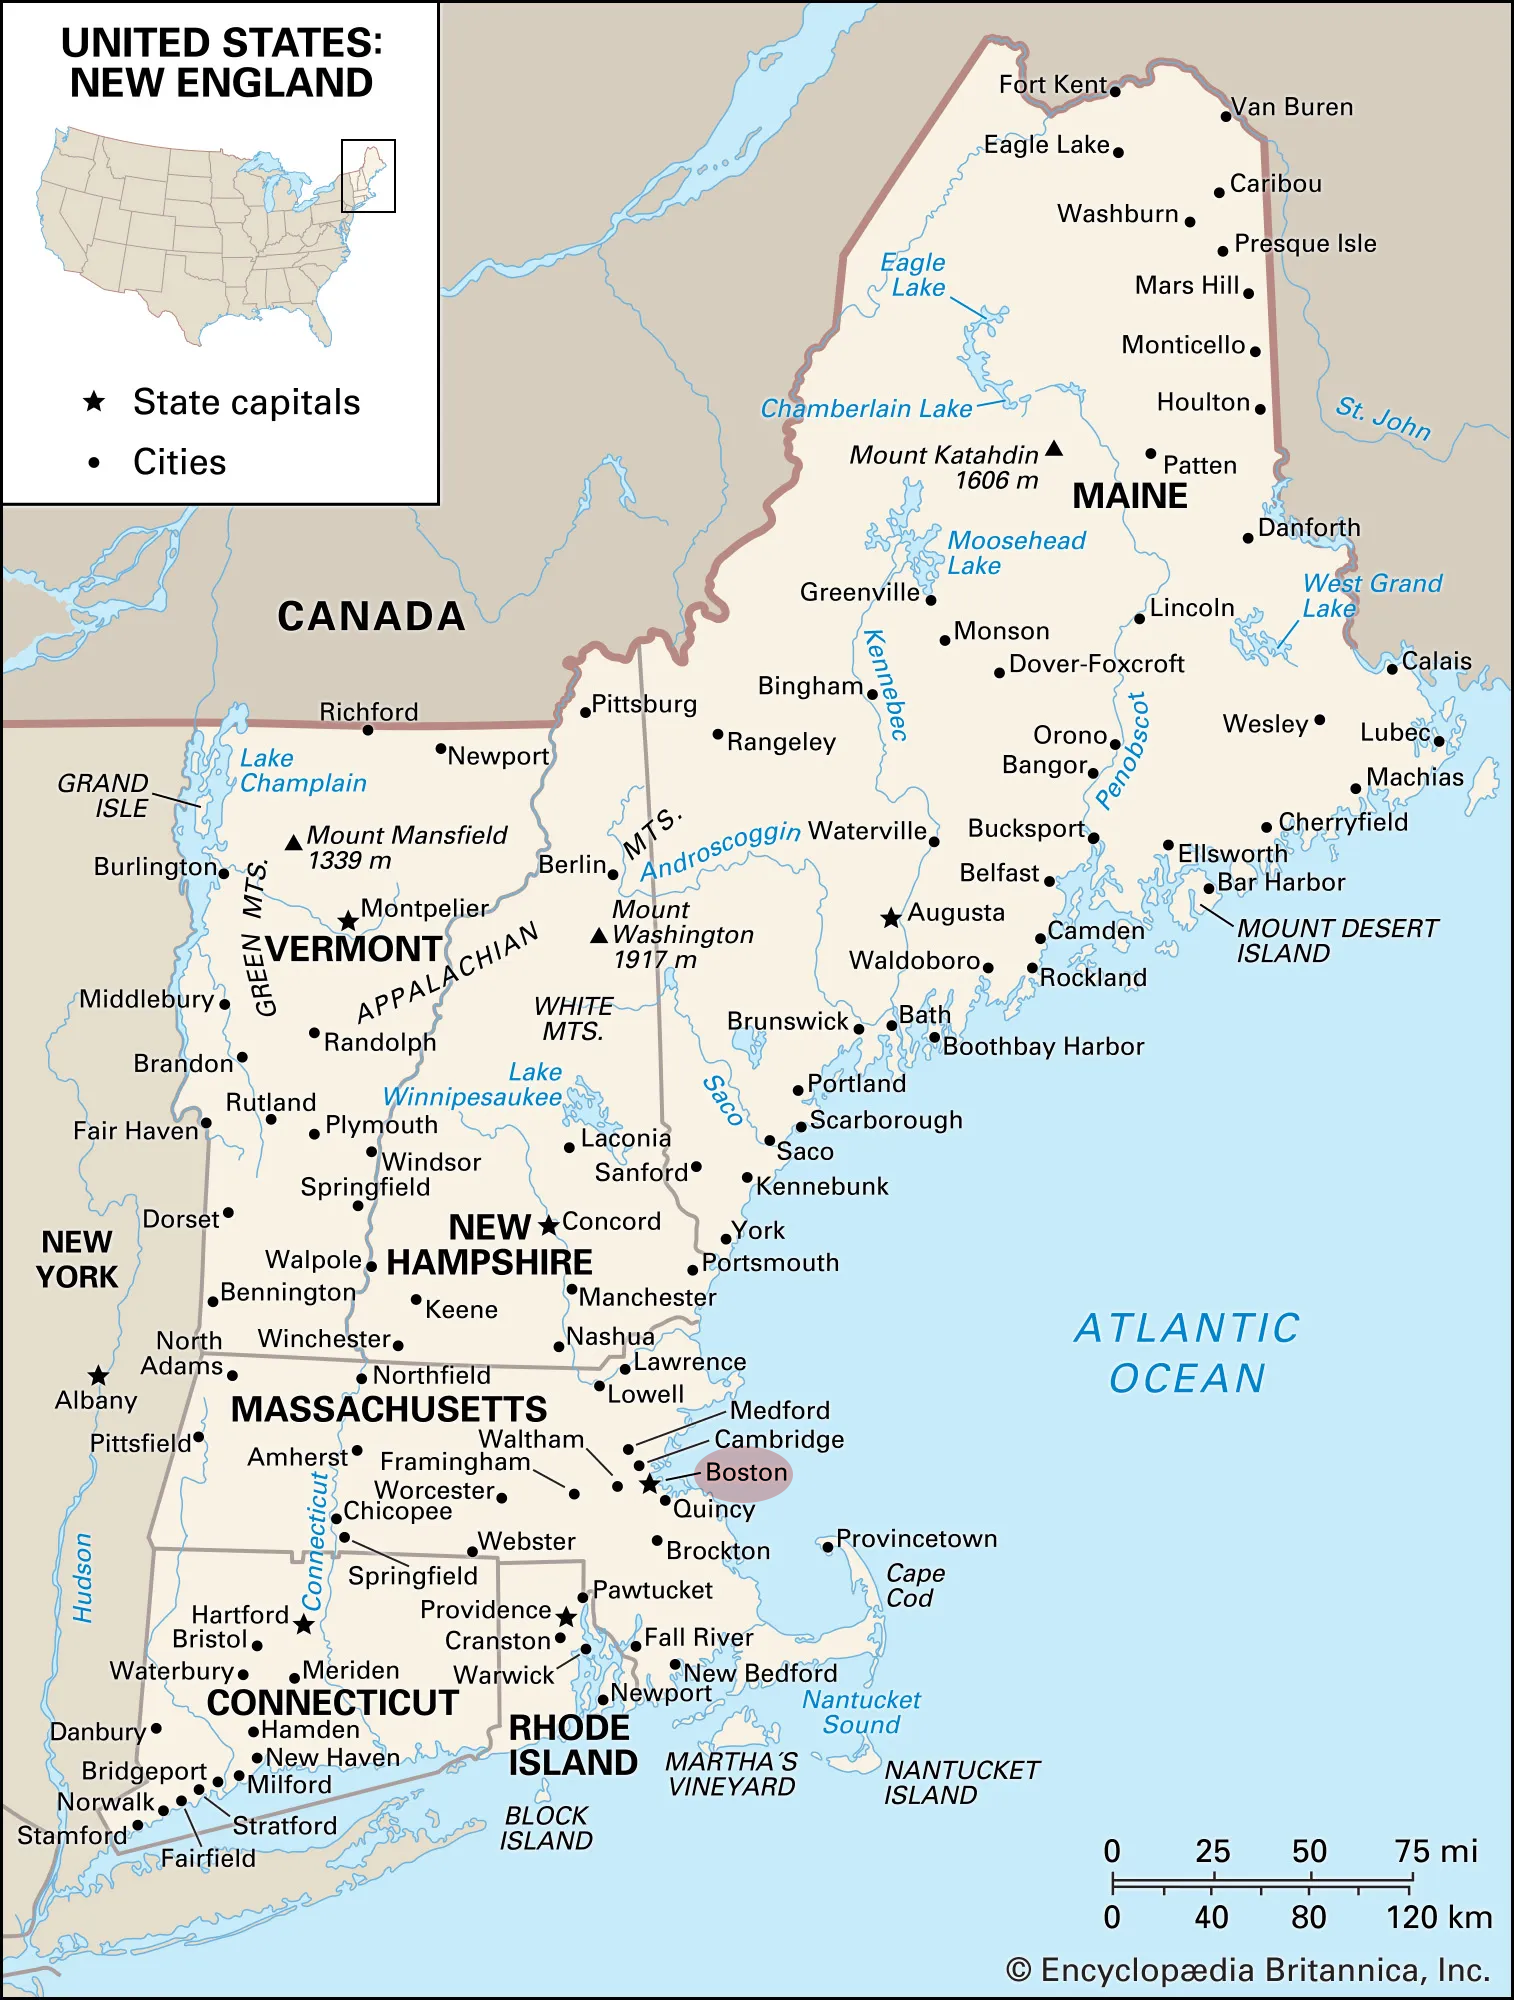 UNITED STATES:
NEW ENGLAND
State capitals
Cities
Fort Kent
Van Buren
Eagle Lake
Caribou
Washburn
Presque Isle
Eagle
Lake
Mars Hill
Monticello
Chamberlain Lake
Houlton
St. John
Mount Katahdin
1606 m
Patten
MAINE
Danforth
Moosehead
Lake
West Grand
Lake
Greenville
Lincoln
CANADA
Monson
Kennebec
Dover-Foxcroft
Calais
Bingham
Pittsburg
Richford
Rangeley
Penobscot
Wesley
Lubec
Orono
Newport
Bangor
Lake
Champlain
GRAND
ISLE
Machias
Mount Mansfield
1339 m
MTS.
Androscoggin
Waterville
Bucksport
Cherryfield
Burlington
Berlin
Ellsworth
Belfast
Bar Harbor
GREEN MTS.
Montpelier
Mount
Washington
1917 m
Augusta
Camden
MOUNT DESERT
ISLAND
VERMONT
APPALACHIAN
Waldoboro
Rockland
Middlebury
WHITE
MTS.
Brunswick
Bath
Randolph
Boothbay Harbor
Brandon
Lake
Winnipesaukee
Saco
Portland
Rutland
Scarborough
Fair Haven
Plymouth
Laconia
Saco
Windsor
Sanford
Springfield
Kennebunk
Dorset
NEW
HAMPSHIRE
Concord
York
NEW
YORK
Walpole
Portsmouth
Bennington
Keene
Manchester
ATLANTIC
OCEAN
North
Adams
Winchester
Nashua
Lawrence
Albany
Northfield
Lowell
MASSACHUSETTS
Medford
Pittsfield
Waltham
Cambridge
Amherst
Framingham
Boston
Worcester
Chicopee
Quincy
Connecticut
Webster
Provincetown
Brockton
Hudson
Springfield
Cape
Cod
Pawtucket
Hartford
Providence
Bristol
Cranston
Fall River
Waterbury
Meriden
Warwick
New Bedford
CONNECTICUT
Newport
Nantucket
Sound
Danbury
Hamden
RHODE
ISLAND
New Haven
MARTHA'S
VINEYARD
NANTUCKET
ISLAND
Bridgeport
Milford
Norwalk
BLOCK
ISLAND
Stratford
Stamford
Fairfield
0 25 50 75 mi
0 40 80 120 km
© Encyclopædia Britannica, Inc.